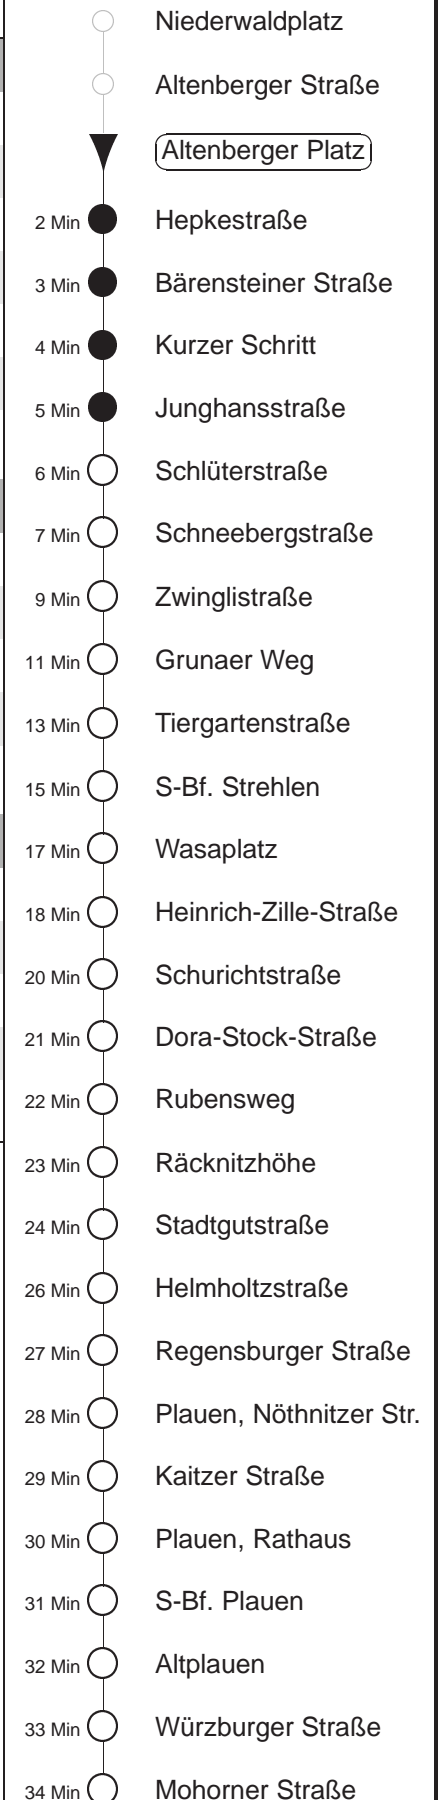 Niederwaldplatz
Altenberger Straße
Altenberger Platz
2 Min Hepkestraße
3 Min Bärensteiner Straße
4 Min Kurzer Schritt
5 Min Junghansstraße
6 Min Schlüterstraße
7 Min Schneebergstraße
9 Min Zwinglistraße
11 Min Grunaer Weg
13 Min Tiergartenstraße
15 Min S-Bf. Strehlen
17 Min Wasaplatz
18 Min Heinrich-Zille-Straße
20 Min Schurichtstraße
21 Min Dora-Stock-Straße
22 Min Rubensweg
23 Min Räcknitzhöhe
24 Min Stadtgutstraße
26 Min Helmholtzstraße
27 Min Regensburger Straße
28 Min Plauen, Nöthnitzer Str.
29 Min Kaitzer Straße
30 Min Plauen, Rathaus
31 Min S-Bf. Plauen
32 Min Altplauen
33 Min Würzburger Straße
34 Min Mohorner Straße